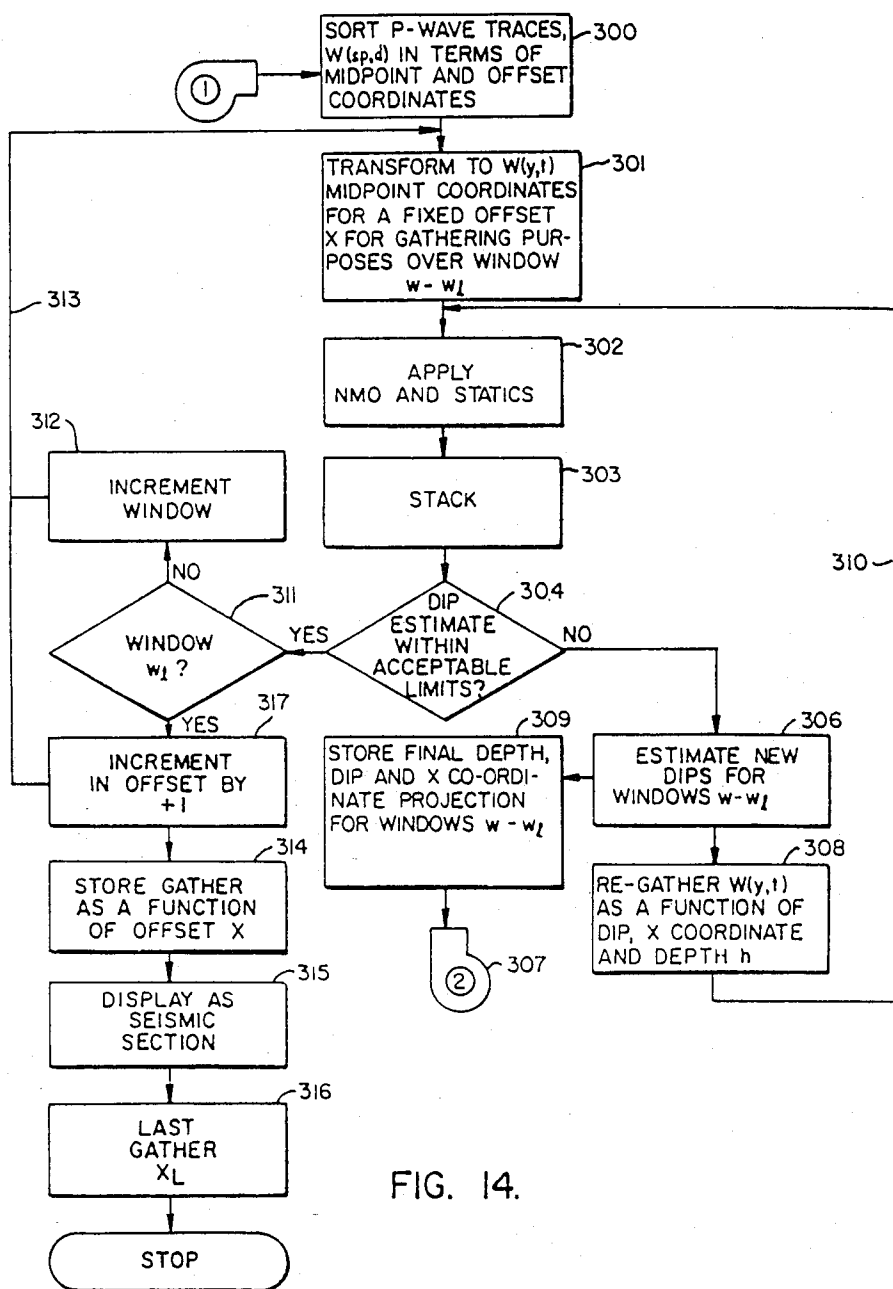 SORT P-WAVE TRACES,
W(sp,d) IN TERMS OF
MIDPOINT AND OFFSET
COORDINATES
300
1
TRANSFORM TO W(y,t)
MIDPOINT COORDINATES
FOR A FIXED OFFSET
X FOR GATHERING PUR-
POSES OVER WINDOW
w - wl
301
313
302
APPLY
NMO AND STATICS
312
INCREMENT
WINDOW
303
STACK
310
NO
311
WINDOW
wl ?
YES
304
DIP
ESTIMATE
WITHIN
ACCEPTABLE
LIMITS?
NO
YES
317
INCREMENT
IN OFFSET BY
+1
309
STORE FINAL DEPTH,
DIP AND X CO-ORDI-
NATE PROJECTION
FOR WINDOWS w - wl
306
ESTIMATE NEW
DIPS FOR
WINDOWS w-wl
314
STORE GATHER
AS A FUNCTION
OF OFFSET X
308
RE-GATHER W(y,t)
AS A FUNCTION OF
DIP, X COORDINATE
AND DEPTH h
2
307
315
DISPLAY AS
SEISMIC
SECTION
316
LAST
GATHER
XL
FIG. 14.
STOP